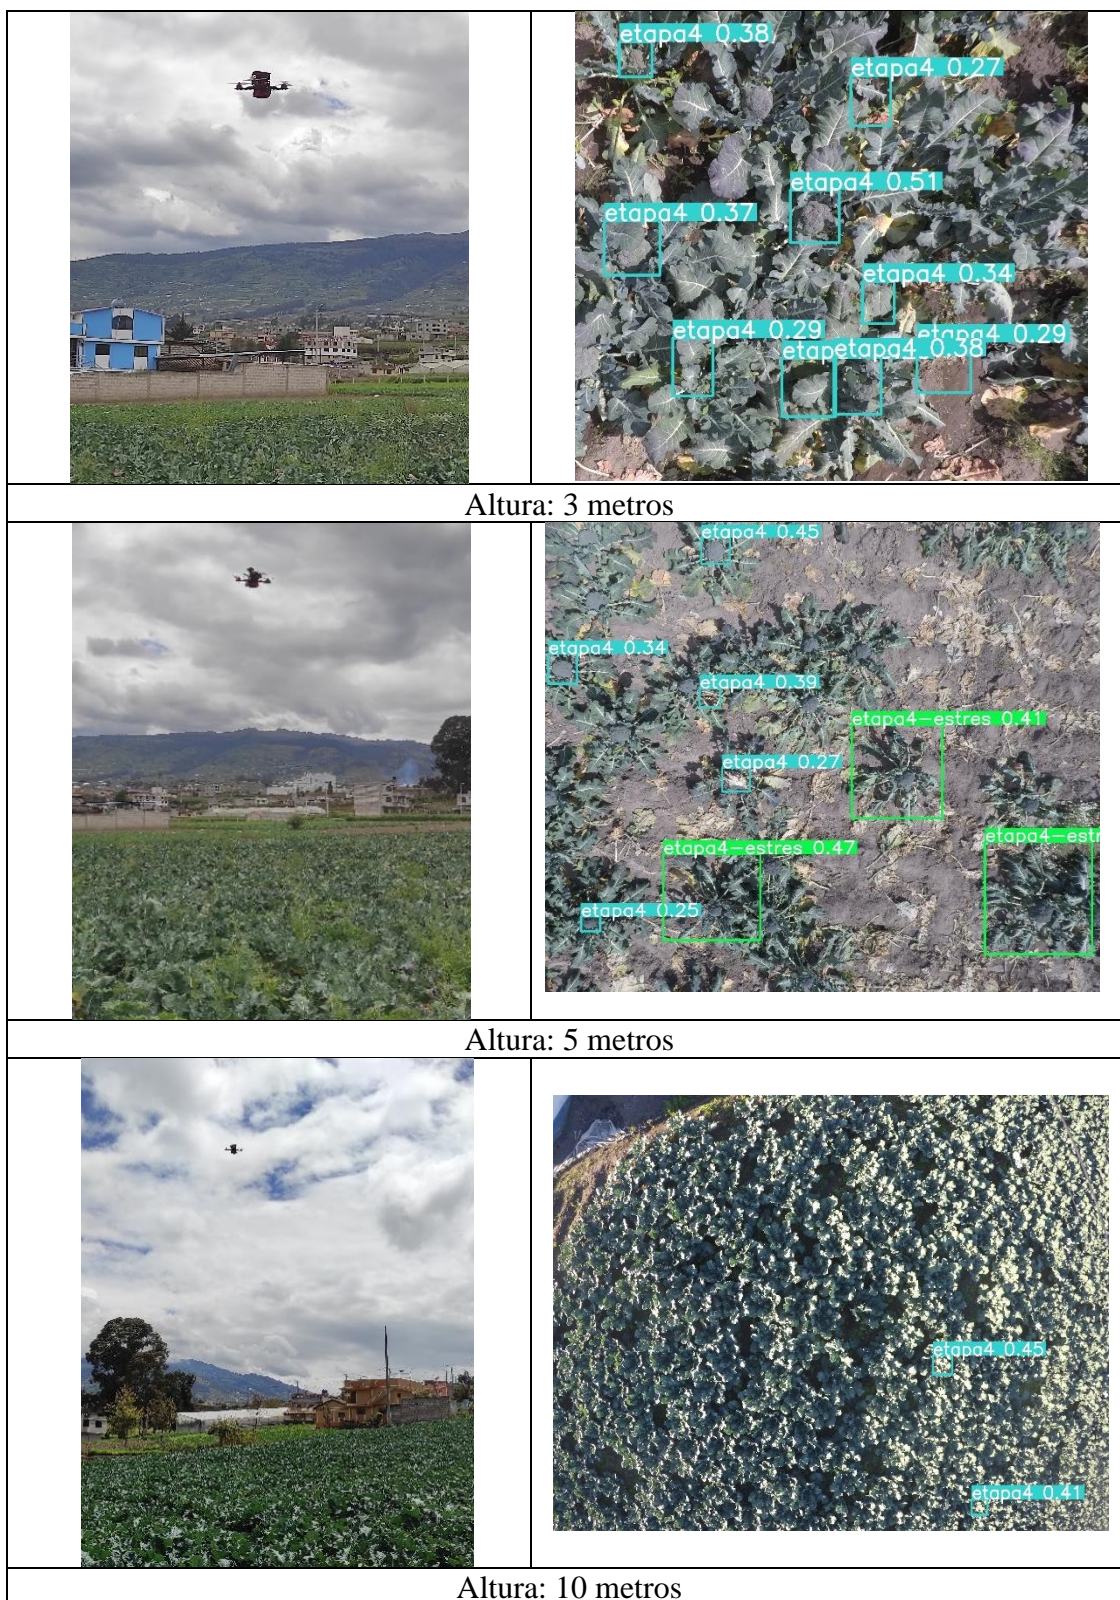 etapa4 0.38
etapa4 0.27
etapa4 0.51
etapa4 0.37
etapa4 0.34
etapa4 0.29
0.29
etapa4 0.38
Altura: 3 metros
etapa4 0.45
etapa4 0.34
etapa4 0.39
etapa4-estres 0.41
etapa4 0.27
etapa4-estr
etapa4-estres 0.47
etapa4 0.25
Altura: 5 metros
etapa4 0.45
etapa4 0.41
Altura: 10 metros